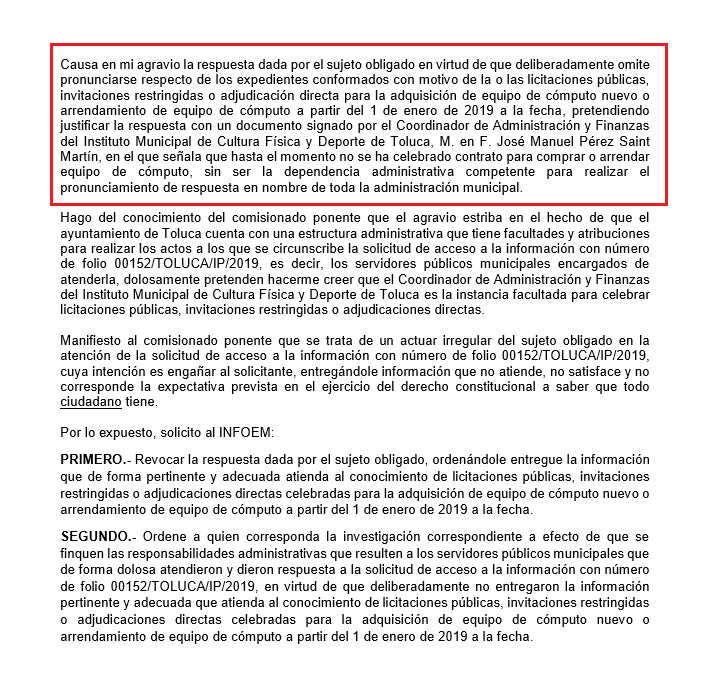 Causa en mi agravio la respuesta dada por el sujeto obligado en virtud de que deliberadamente omite
pronunciarse respecto de los expedientes conformados con motivo de la o las licitaciones públicas,
invitaciones restringidas o adjudicación directa para la adquisición de equipo de cómputo nuevo o
arrendamiento de equipo de cómputo a partir del 1 de enero de 2019 a la fecha, pretendiendo
justificar la respuesta con un documento signado por el Coordinador de Administración y Finanzas
del Instituto Municipal de Cultura Física y Deporte de Toluca, M. en F. José Manuel Pérez Saint
Martín, en el que señala que hasta el momento no se ha celebrado contrato para comprar o arrendar
equipo de cómputo, sin ser la dependencia administrativa competente para realizar el
pronunciamiento de respuesta en nombre de toda la administración municipal.
Hago del conocimiento del comisionado ponente que el agravio estriba en el hecho de que el
ayuntamiento de Toluca cuenta con una estructura administrativa que tiene facultades y atribuciones
para realizar los actos a los que se circunscribe la solicitud de acceso a la información con número
de folio 00152/TOLUCA/IP/2019, es decir, los servidores públicos municipales encargados de
atenderla, dolosamente pretenden hacerme creer que el Coordinador de Administración y Finanzas
del Instituto Municipal de Cultura Física y Deporte de Toluca es la instancia facultada para celebrar
licitaciones públicas, invitaciones restringidas o adjudicaciones directas.
Manifiesto al comisionado ponente que se trata de un actuar irregular del sujeto obligado en la
atención de la solicitud de acceso a la información con número de folio 00152/TOLUCA/IP/2019,
cuya intención es engañar al solicitante, entregándole información que no atiende, no satisface y no
corresponde la expectativa prevista en el ejercicio del derecho constitucional a saber que todo
ciudadano tiene.
Por lo expuesto, solicito al INFOEM:
PRIMERO.- Revocar la respuesta dada por el sujeto obligado, ordenándole entregue la información
que de forma pertinente y adecuada atienda al conocimiento de licitaciones públicas, invitaciones
restringidas o adjudicaciones directas celebradas para la adquisición de equipo de cómputo nuevo o
arrendamiento de equipo de cómputo a partir del 1 de enero de 2019 a la fecha.
SEGUNDO.- Ordene a quien corresponda la investigación correspondiente a efecto de que se
finquen las responsabilidades administrativas que resulten a los servidores públicos municipales que
de forma dolosa atendieron y dieron respuesta a la solicitud de acceso a la información con número
de folio 00152/TOLUCA/IP/2019, en virtud de que deliberadamente no entregaron la información
pertinente y adecuada que atienda al conocimiento de licitaciones públicas, invitaciones restringidas
o adjudicaciones directas celebradas para la adquisición de equipo de cómputo nuevo o
arrendamiento de equipo de cómputo a partir del 1 de enero de 2019 a la fecha.